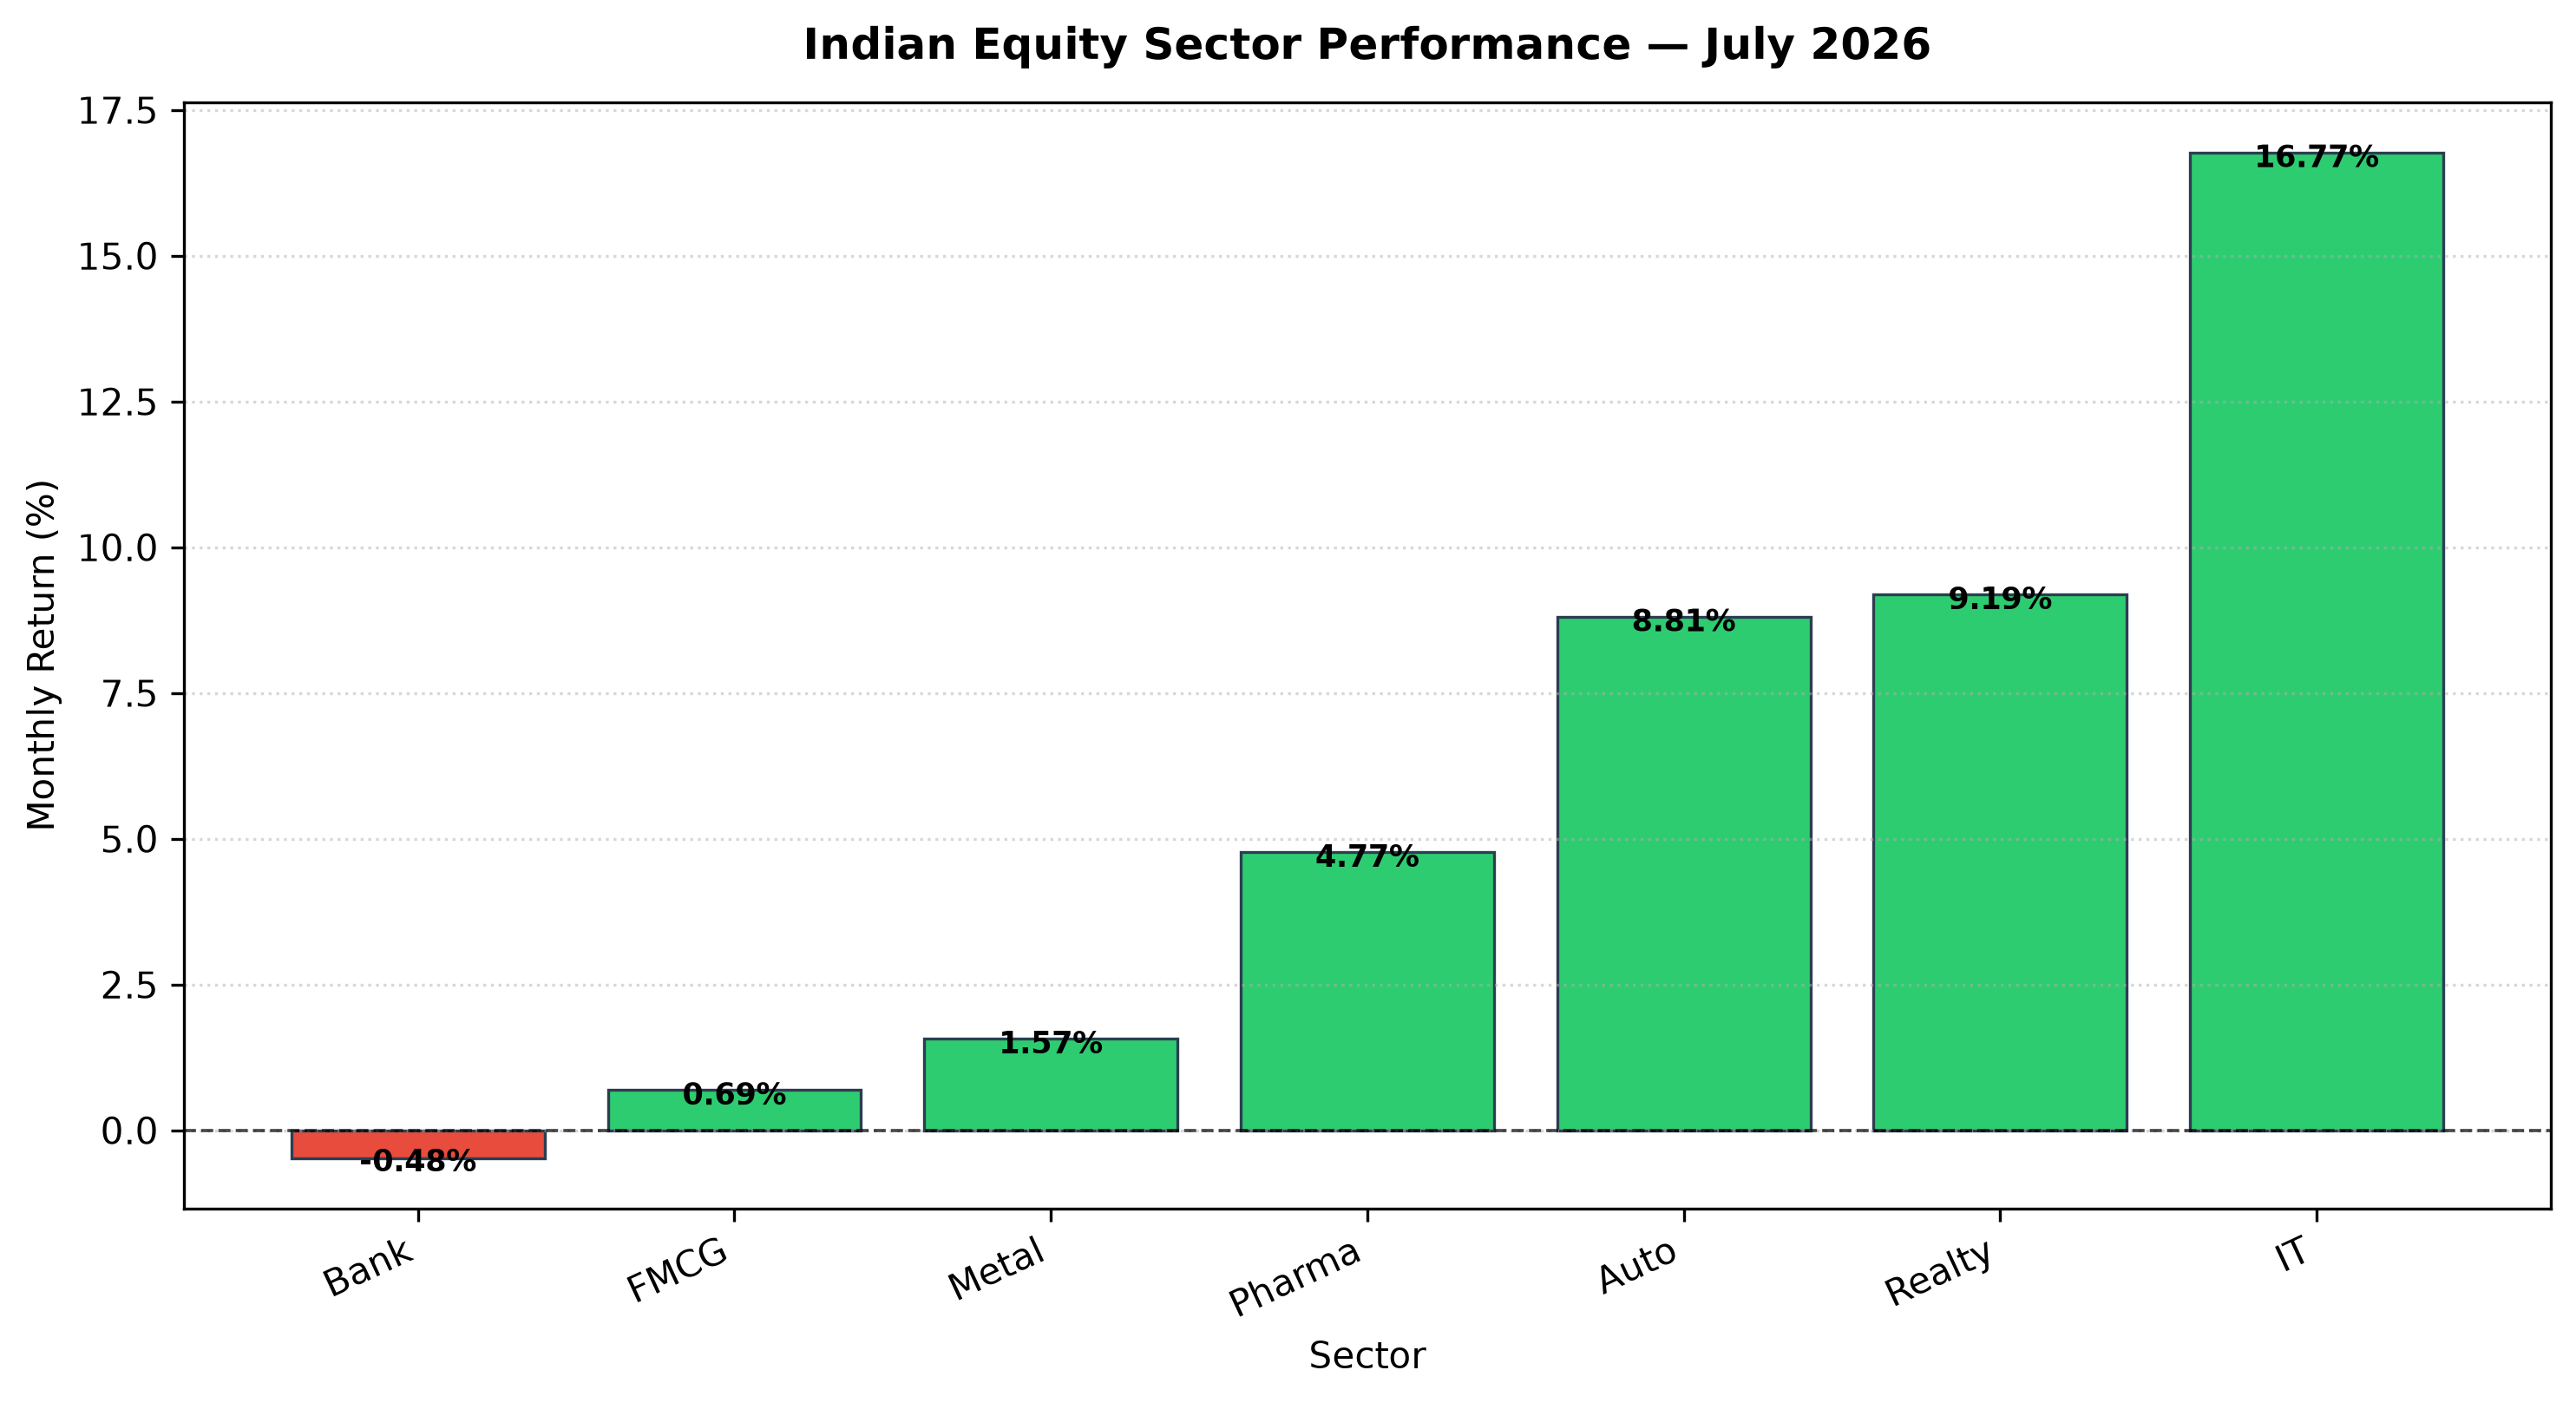 Indian Equity Sector Performance — July 2026
17.5
15.0
12.5
10.0
7.5
5.0
2.5
0.0
Monthly Return (%)
-0.48%
0.69%
1.57%
4.77%
8.81%
9.19%
16.77%
Bank
FMCG
Metal
Pharma
Auto
Realty
IT
Sector